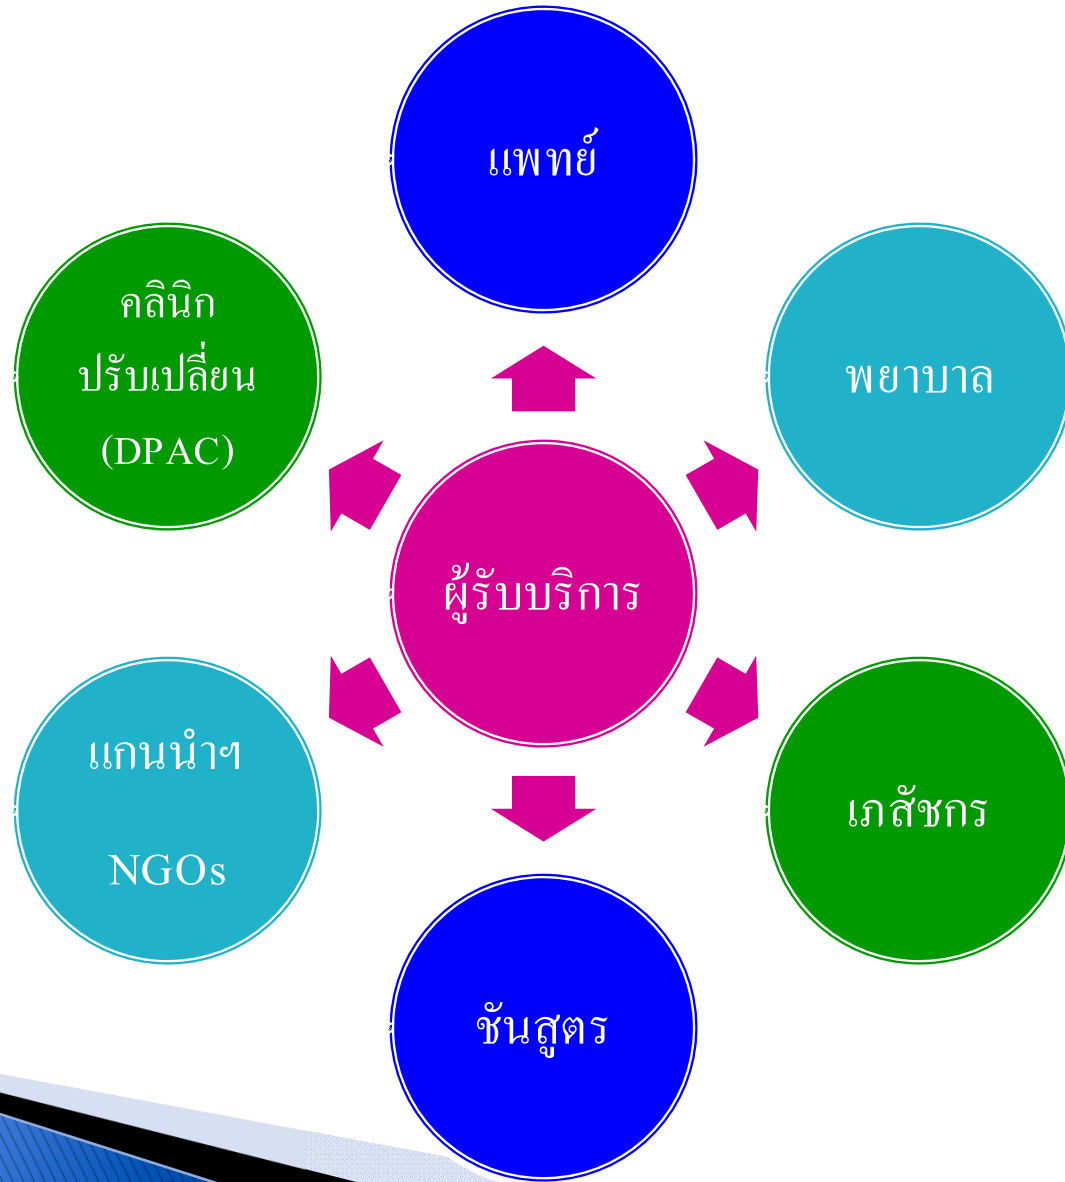 แพทย์
คลินิก
ปรับเปลี่ยน
(DPAC)
พยาบาล
ผู้รับบริการ
แกนนำฯ
NGOs
เภสัชกร
ชันสูตร